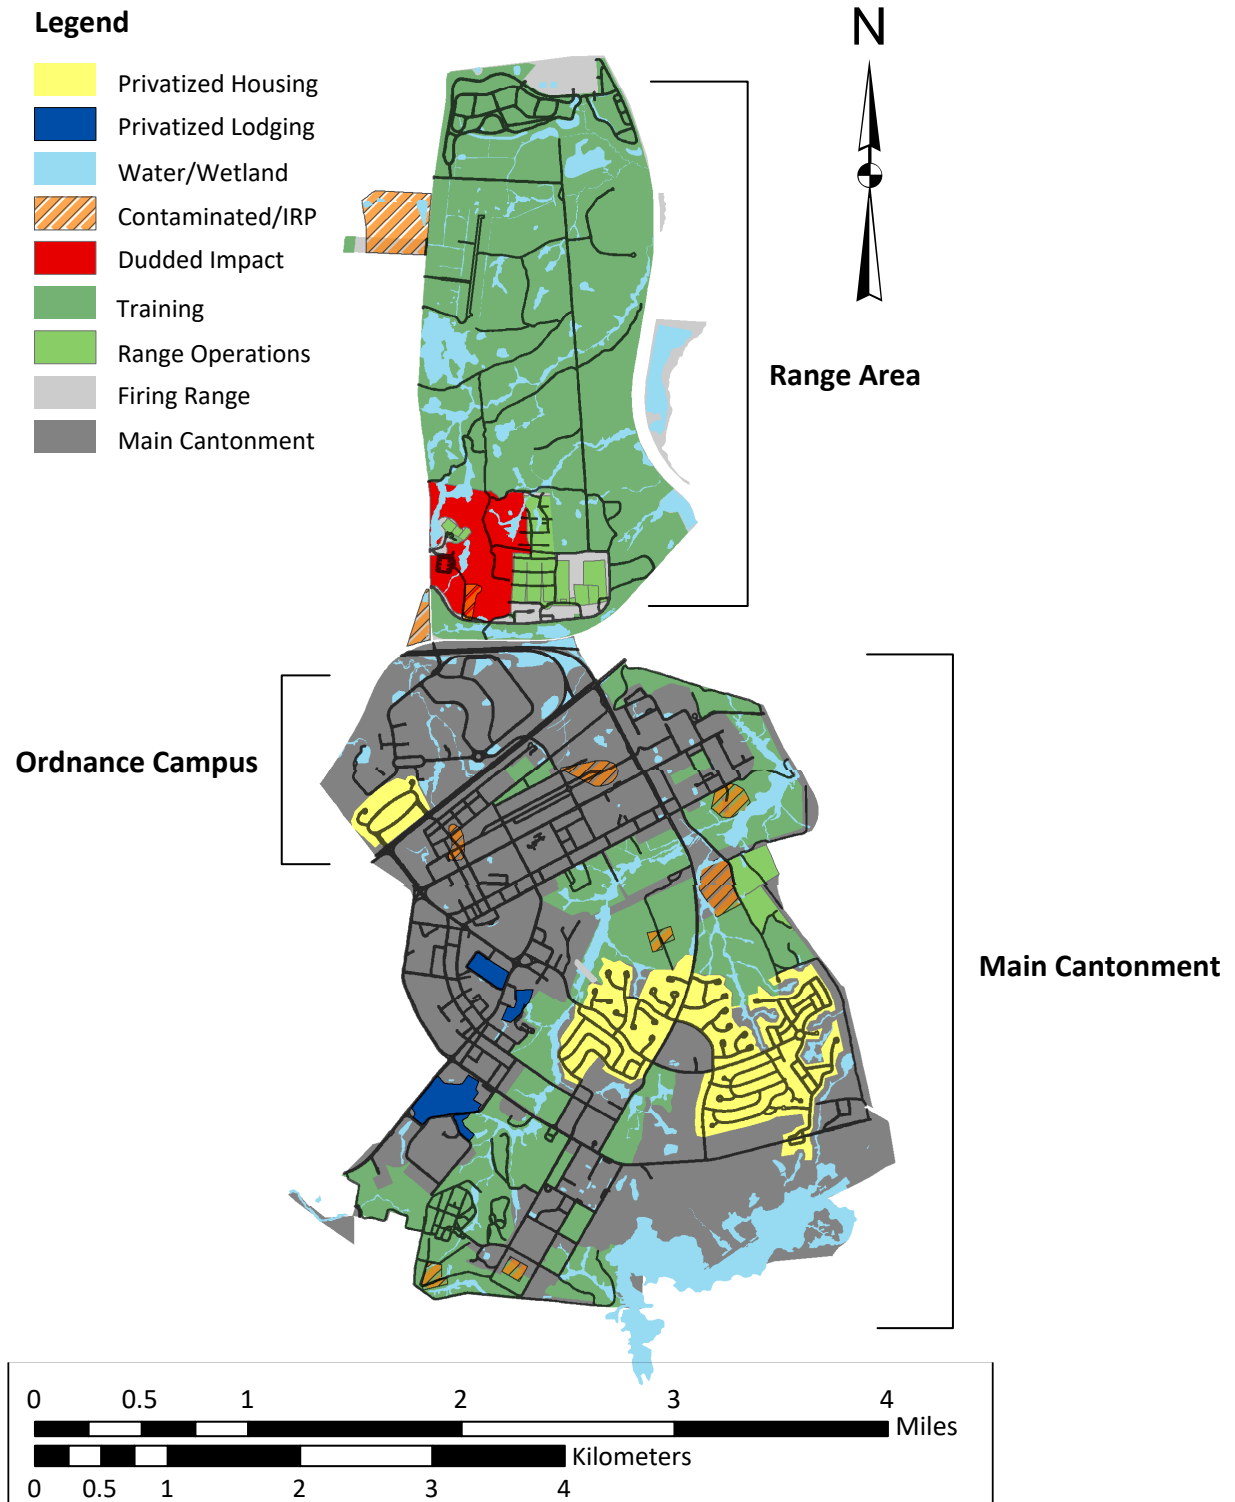 Legend
N
Privatized Housing
Privatized Lodging
Water/Wetland
Contaminated/IRP
Dudded Impact
Training
Range Operations
Firing Range
Main Cantonment
Range Area
Ordnance Campus
Main Cantonment
0 0.5 1 2 3 4
Miles
Kilometers
0 0.5 1 2 3 4